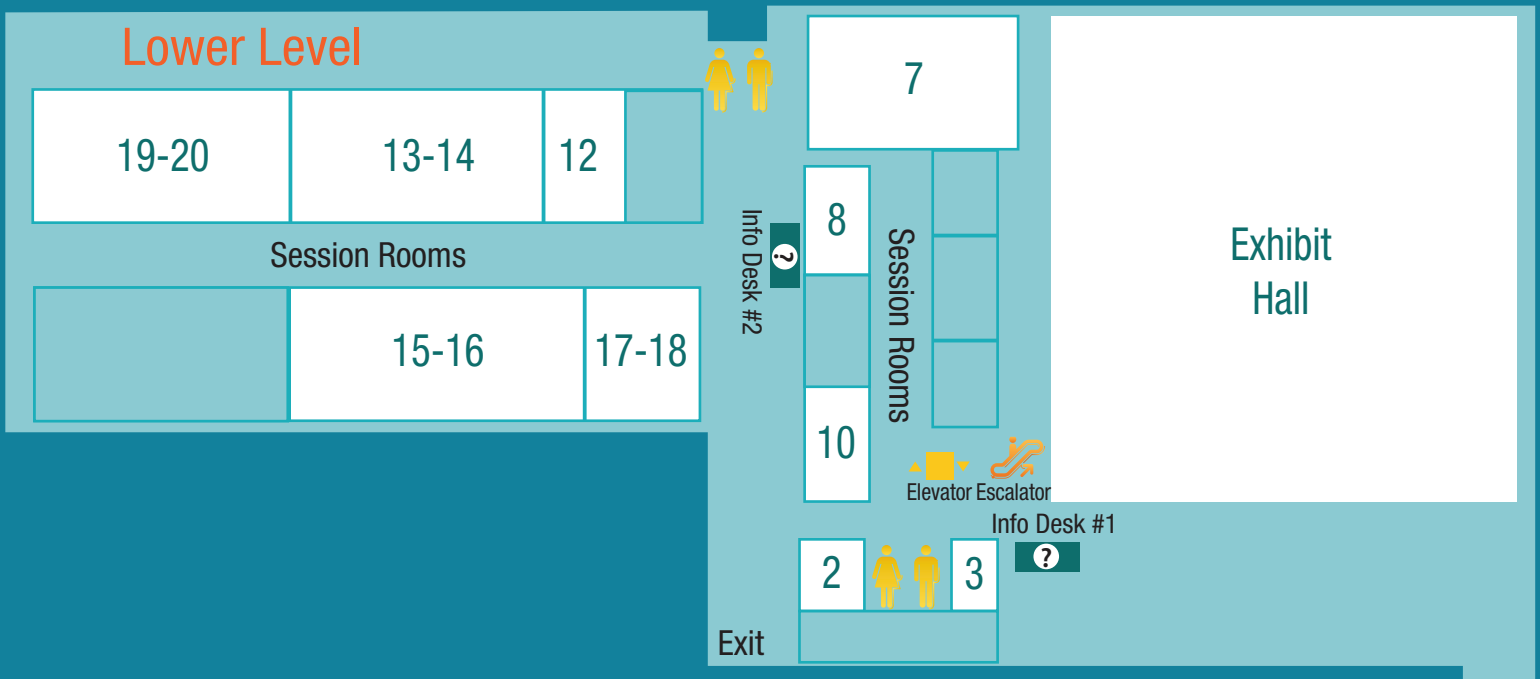 Lower Level
19-20
13-14
12
Session Rooms
15-16
17-18
7
8
Info Desk #2
?
Session Rooms
10
Exhibit
Hall
Elevator
Escalator
Info Desk #1
?
2
3
Exit